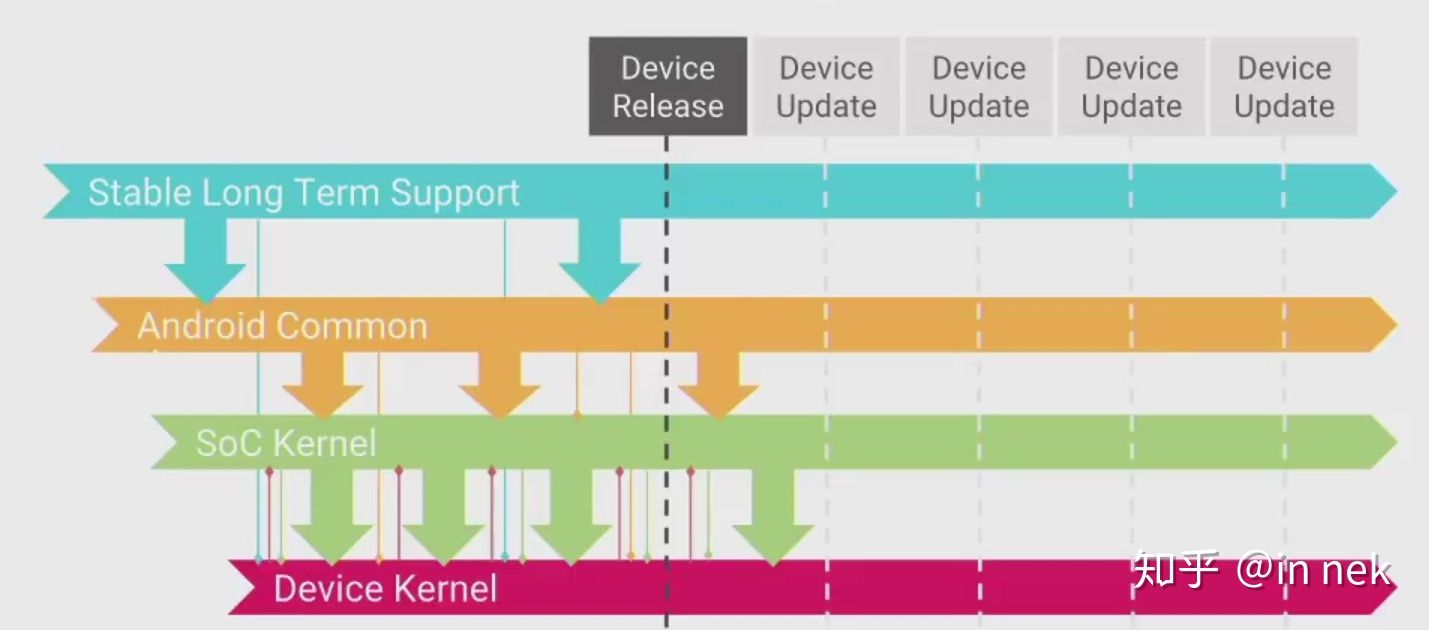 Device
Release
Device
Update
Device
Update
Device
Update
Device
Update
Stable Long Term Support
Android Common
SoC Kernel
Device Kernel
知乎 @in nek